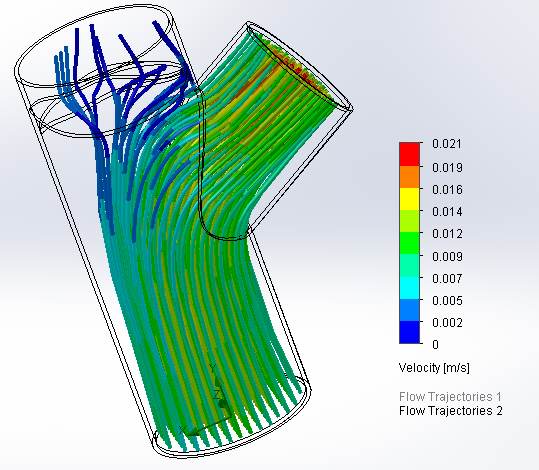 0.021
0.019
0.016
0.014
0.012
0.009
0.007
0.005
0.002
0
Velocity [m/s]
Flow Trajectories 1
Flow Trajectories 2
Y
Z
X